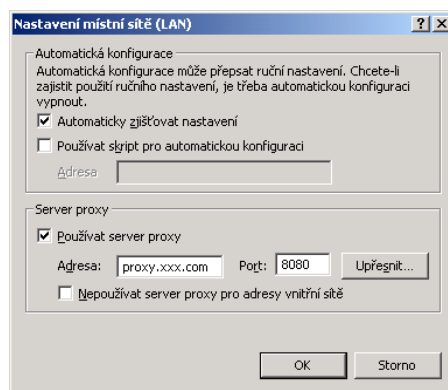 Nastavení místní sítě (LAN)
Automatická konfigurace
Automatická konfigurace může přepsat ruční nastavení. Chcete-li
zajistit použití ručního nastavení, je třeba automatickou konfiguraci
vypnout.
Automaticky zjišťovat nastavení
Používat skript pro automatickou konfiguraci
Adresa
Server proxy
Používat server proxy
Adresa: proxy.xxx.com Port: 8080 Upřesnit...
Nepoužívat server proxy pro adresy vnitřní sítě
OK Storno